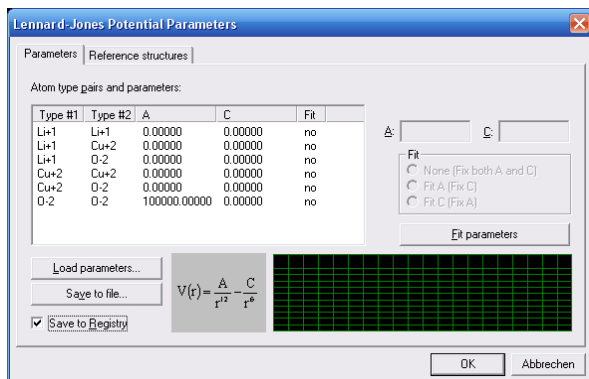 Lennard-Jones Potential Parameters
Parameters Reference structures
Atom type pairs and parameters:
Type #1 Type #2 A C Fit
Li+1 Li+1 0.00000 0.00000 no
Li+1 Cu+2 0.00000 0.00000 no
Li+1 O-2 0.00000 0.00000 no
Cu+2 Cu+2 0.00000 0.00000 no
Cu+2 O-2 0.00000 0.00000 no
O-2 O-2 100000.00000 0.00000 no
A: C:
Fit
None (Fix both A and C)
Fit A (Fix C)
Fit C (Fix A)
Fit parameters
Load parameters...
Save to file...
Save to Registry
V(r)= A/r¹² − C/r⁶
OK Abbrechen